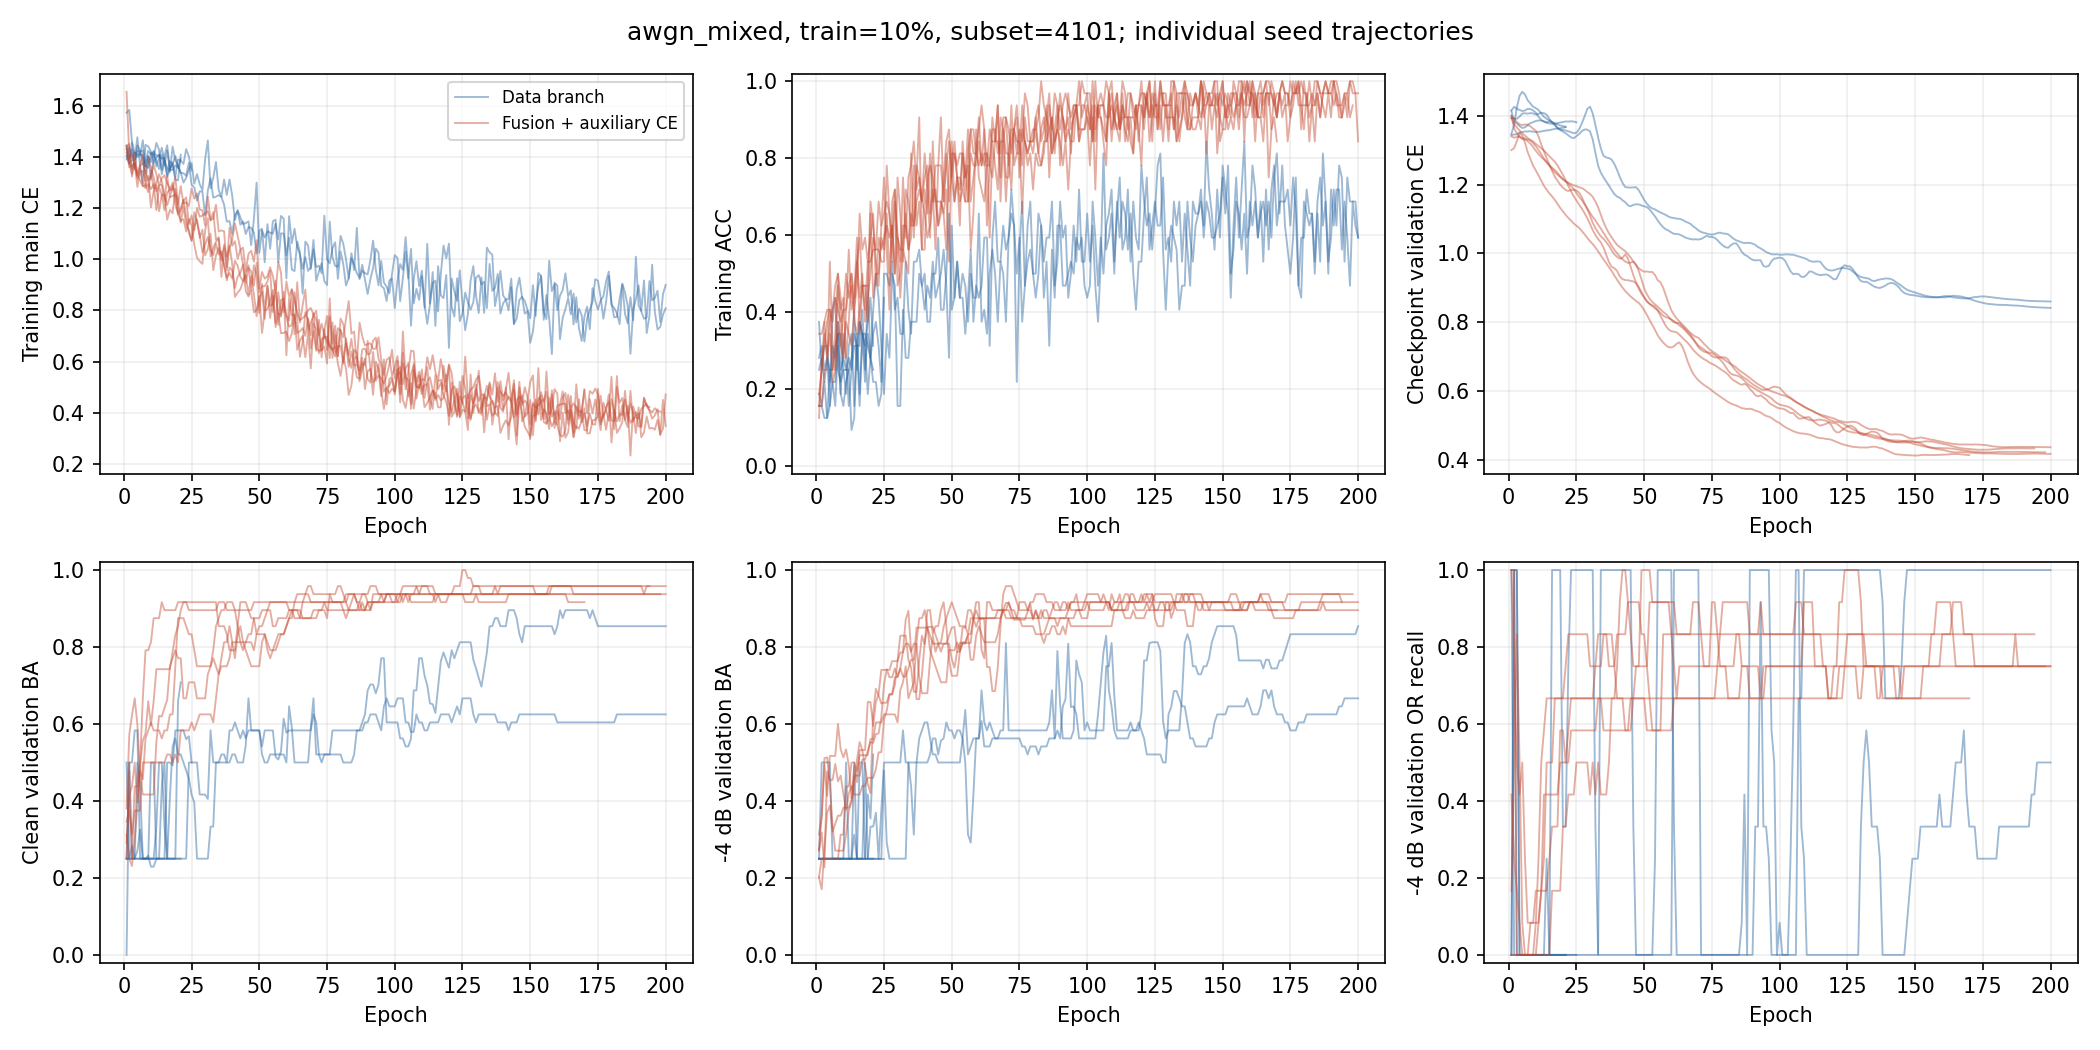 awgn_mixed, train=10%, subset=4101; individual seed trajectories
Training main CE
1.6
1.4
1.2
1.0
0.8
0.6
0.4
0.2
Data branch
Fusion + auxiliary CE
0 25 50 75 100 125 150 175 200
Epoch
Training ACC
1.0
0.8
0.6
0.4
0.2
0.0
0 25 50 75 100 125 150 175 200
Epoch
Checkpoint validation CE
1.4
1.2
1.0
0.8
0.6
0.4
0 25 50 75 100 125 150 175 200
Epoch
Clean validation BA
1.0
0.8
0.6
0.4
0.2
0.0
0 25 50 75 100 125 150 175 200
Epoch
-4 dB validation BA
1.0
0.8
0.6
0.4
0.2
0.0
0 25 50 75 100 125 150 175 200
Epoch
-4 dB validation OR recall
1.0
0.8
0.6
0.4
0.2
0.0
0 25 50 75 100 125 150 175 200
Epoch